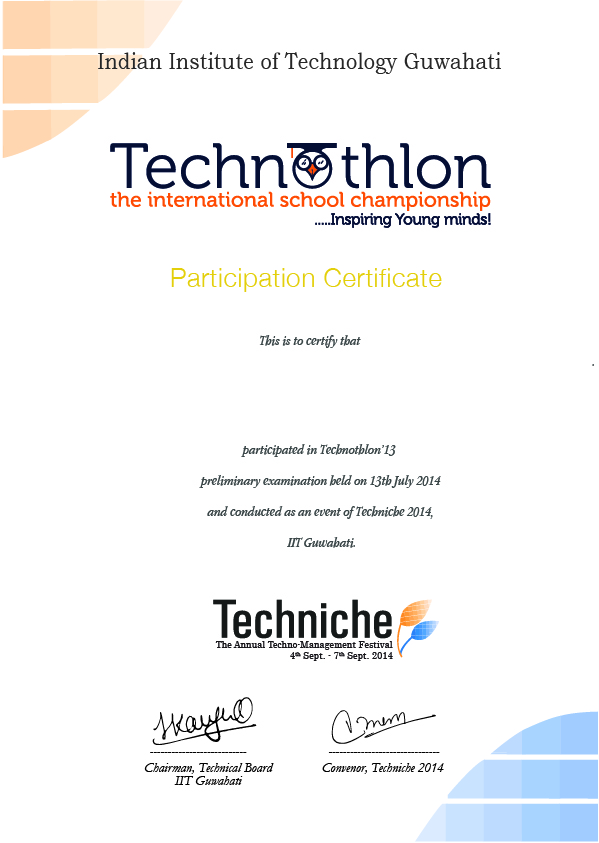 Indian Institute of Technology Guwahati
Technothlon
the international school championship
.....Inspiring Young minds!
Participation Certificate
This is to certify that
participated in Technothlon'13
preliminary examination held on 13th July 2014
and conducted as an event of Techniche 2014,
IIT Guwahati.
Techniche
The Annual Techno-Management Festival
4th Sept. - 7th Sept. 2014
Chairman, Technical Board
IIT Guwahati
Convenor, Techniche 2014